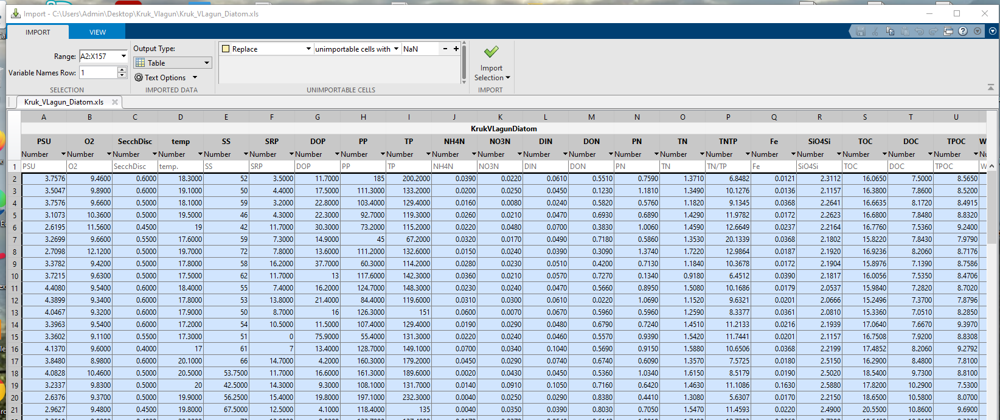 Import - C:\Users\Admin\Desktop\Kruk_Vlagun\Kruk_VLagun_Diatom.xls
IMPORT VIEW
Range: A2:X157 Output Type: Replace unimportable cells with NaN
Variable Names Row: 1 Table Import
Text Options Selection
SELECTION IMPORTED DATA UNIMPORTABLE CELLS IMPORT
Kruk_VLagun_Diatom.xls
A B C D E F G H I J K L M N O P Q R S T U
KrukVLagunDiatom
PSU O2 SecchDisc temp SS SRP DOP PP TP NH4N NO3N DIN DON PN TN TNTP Fe SiO4Si TOC DOC TPOC W
Number Number Number Number Number Number Number Number Number Number Number Number Number Number Number Number Number Number Number Number Number Nu
1 PSU O2 SecchDisc temp. SS SRP DOP PP TP NH4N NO3N DIN DON PN TN TN/TP Fe SiO4Si TOC DOC TPOC W
2 3.7576 9.4600 0.6000 18.3000 52 3.5000 11.7000 185 200.2000 0.0390 0.0220 0.0610 0.5510 0.7590 1.3710 6.8482 0.0121 2.3112 16.0650 7.5000 8.5650
3 3.5047 9.8900 0.6000 19.1000 50 4.4000 17.5000 111.3000 133.2000 0.0200 0.0250 0.0450 0.1230 1.1810 1.3490 10.1276 0.0136 2.1157 16.3800 7.8600 8.5200
4 3.7576 9.6600 0.5000 18.1000 59 3.2000 22.8000 103.4000 129.4000 0.0160 0.0080 0.0240 0.5820 0.5760 1.1820 9.1345 0.0368 2.2641 16.6635 8.1720 8.4915
5 3.1073 10.3600 0.5000 19.5000 46 4.3000 22.3000 92.7000 119.3000 0.0260 0.0210 0.0470 0.6930 0.6890 1.4290 11.9782 0.0172 2.2623 16.6800 7.8480 8.8320
6 2.6195 11.5600 0.4500 19 42 11.7000 30.3000 73.2000 115.2000 0.0220 0.0480 0.0700 0.3830 1.0060 1.4590 12.6649 0.0237 2.2164 16.7760 7.5360 9.2400
7 3.2699 9.6600 0.5500 17.6000 59 7.3000 14.9000 45 67.2000 0.0320 0.0170 0.0490 0.7180 0.5860 1.3530 20.1339 0.0368 2.1802 15.8220 7.8430 7.9790
8 2.7098 12.1200 0.5000 19.7000 72 7.8000 13.6000 111.2000 132.6000 0.0150 0.0240 0.0390 0.3090 1.3740 1.7220 12.9864 0.0187 2.1920 16.9236 8.2060 8.7176
9 3.3782 9.4200 0.5000 17.8000 58 16.2000 37.7000 60.3000 114.2000 0.0280 0.0230 0.0510 0.4200 0.7130 1.1840 10.3678 0.0172 2.1904 15.8976 7.1390 8.7586
10 3.7215 9.6300 0.5000 17.5000 62 11.7000 13 117.6000 142.3000 0.0360 0.0210 0.0570 0.7270 0.1340 0.9180 6.4512 0.0390 2.1817 16.0056 7.5350 8.4706
11 4.4080 9.5400 0.6000 18.4000 55 7.4000 16.2000 124.7000 148.3000 0.0230 0.0240 0.0470 0.5660 0.8950 1.5080 10.1686 0.0179 2.0537 15.9840 7.2820 8.7020
12 4.3899 9.3400 0.6000 17.8000 53 13.8000 21.4000 84.4000 119.6000 0.0310 0.0300 0.0610 0.0220 1.0690 1.1520 9.6321 0.0201 2.0666 15.2496 7.3700 7.8796
13 4.0467 9.3200 0.6000 17.9000 50 8.7000 16 126.3000 151 0.0600 0.0070 0.0670 0.5960 0.5960 1.2590 8.3377 0.0361 2.0810 15.3360 7.0510 8.2850
14 3.3963 9.5400 0.6000 17.2000 54 10.5000 11.5000 107.4000 129.4000 0.0190 0.0290 0.0480 0.6790 0.7240 1.4510 11.2133 0.0216 2.1939 17.0640 7.6670 9.3970
15 3.3602 9.1100 0.5500 17.3000 51 0 75.9000 55.4000 131.3000 0.0220 0.0240 0.0460 0.5570 0.9390 1.5420 11.7441 0.0201 2.1157 16.7508 7.9200 8.8308
16 4.1370 9.6000 0.4000 17 61 7 13.4000 128.7000 149.1000 0.0700 0.0340 0.1040 0.5690 0.9150 1.5880 10.6506 0.0368 2.2199 17.4852 8.2060 9.2792
17 3.8480 8.9800 0.6000 20.1000 66 14.7000 4.2000 160.3000 179.2000 0.0450 0.0290 0.0740 0.6740 0.6090 1.3570 7.5725 0.0180 2.5150 16.2900 8.4800 7.8100
18 4.0828 10.4600 0.5000 20.5000 53.7500 11.7000 16.6000 161.3000 189.6000 0.0020 0.0430 0.0450 0.5360 1.0340 1.6150 8.5179 0.0190 2.5020 18.5400 9.7300 8.8100
19 3.2337 9.8300 0.5000 20 42.5000 14.3000 9.3000 108.1000 131.7000 0.0140 0.0910 0.1050 0.7160 0.6420 1.4630 11.1086 0.1630 2.5880 17.8200 10.2900 7.5300
20 2.6376 9.3700 0.5000 19.9000 56.2500 15.4000 19.8000 197.1000 232.3000 0.0040 0.0250 0.0290 0.8380 0.4410 1.3080 5.6307 0.0170 2.2150 18.6500 10.5800 8.0700
21 2.9627 9.4800 0.4500 19.8000 67.5000 12.5000 4.1000 118.4000 135 0.0040 0.0350 0.0390 0.8030 0.7050 1.5470 11.4593 0.0220 2.4900 20.5500 10.8600 9.6900